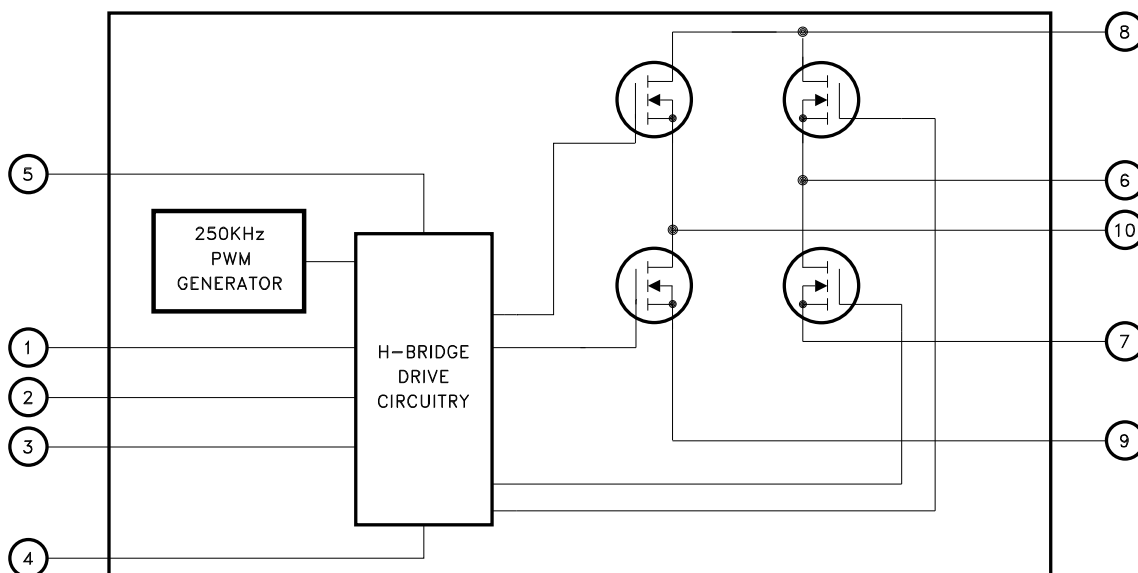 8
5
6
250KHz
PWM
GENERATOR
10
1
H-BRIDGE
DRIVE
CIRCUITRY
7
2
3
9
4